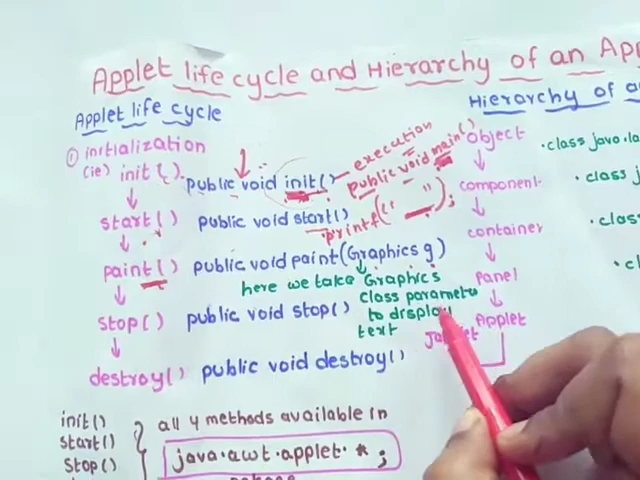 Applet life cycle and Hierarchy of an
Applet life cycle
① initialization
(ie) init( ).
public void init()
execution
public void main()
printf(" ");
start( ) public void start()
paint( ) public void paint(Graphics g)
here we take Graphics
class
to display
text
stop( ) public void stop()
destroy() public void destroy()
init()
start()
stop()
all 4 methods available in
java.awt.applet.*;
Hierarchy of
object
component
container
Panel
Applet
.class java.la
.class j
.clas
.cl